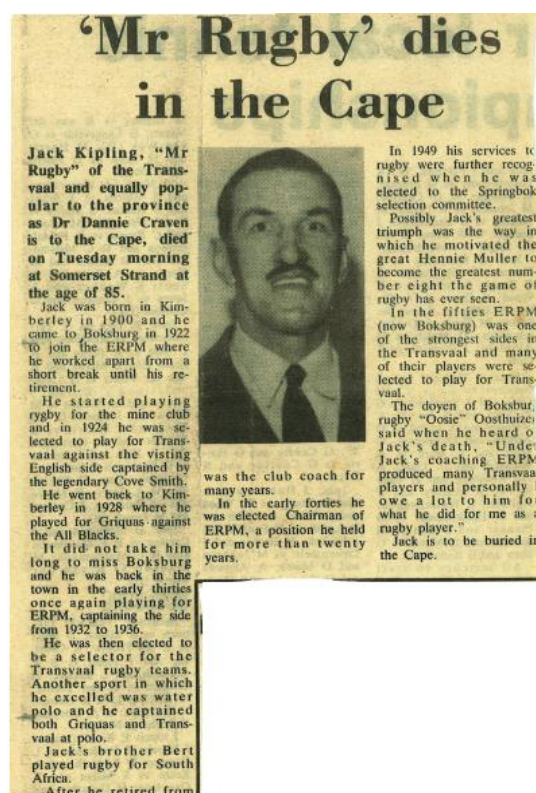 ‘Mr Rugby’ dies
in the Cape
Jack Kipling, “Mr
Rugby” of the Trans-
vaal and equally pop-
ular to the province
as Dr Dannie Craven
is to the Cape, died
on Tuesday morning
at Somerset Strand at
the age of 85.
Jack was born in Kim-
berley in 1900 and he
came to Boksburg in 1922
to join the ERPM where
he worked apart from a
short break until his re-
tirement.
He started playing
rygby for the mine club
and in 1924 he was se-
lected to play for Trans-
vaal against the visting
English side captained by
the legendary Cove Smith.
He went back to Kim-
berley in 1928 where he
played for Griquas against
the All Blacks.
It did not take him
long to miss Boksburg
and he was back in the
town in the early thirties
once again playing for
ERPM, captaining the side
from 1932 to 1936.
He was then elected to
be a selector for the
Transvaal rugby teams.
Another sport in which
he excelled was water
polo and he captained
both Griquas and Trans-
vaal at polo.
Jack’s brother Bert
played rugby for South
Africa.
After he retired from
was the club coach for
many years.
In the early forties he
was elected Chairman of
ERPM, a position he held
for more than twenty
years.
In 1949 his services to
rugby were further recog-
nised when he was
elected to the Springbok
selection committee.
Possibly Jack’s greatest
triumph was the way in
which he motivated the
great Hennie Muller to
become the greatest num-
ber eight the game of
rugby has ever seen.
In the fifties ERPM
(now Boksburg) was one
of the strongest sides in
the Transvaal and many
of their players were se-
lected to play for Trans-
vaal.
The doyen of Boksbur
rugby “Oosie” Oosthuize
said when he heard o
Jack’s death, “Unde
Jack’s coaching ERPM
produced many Transvaa
players and personally
owe a lot to him for
what he did for me as a
rugby player.”
Jack is to be buried in
the Cape.